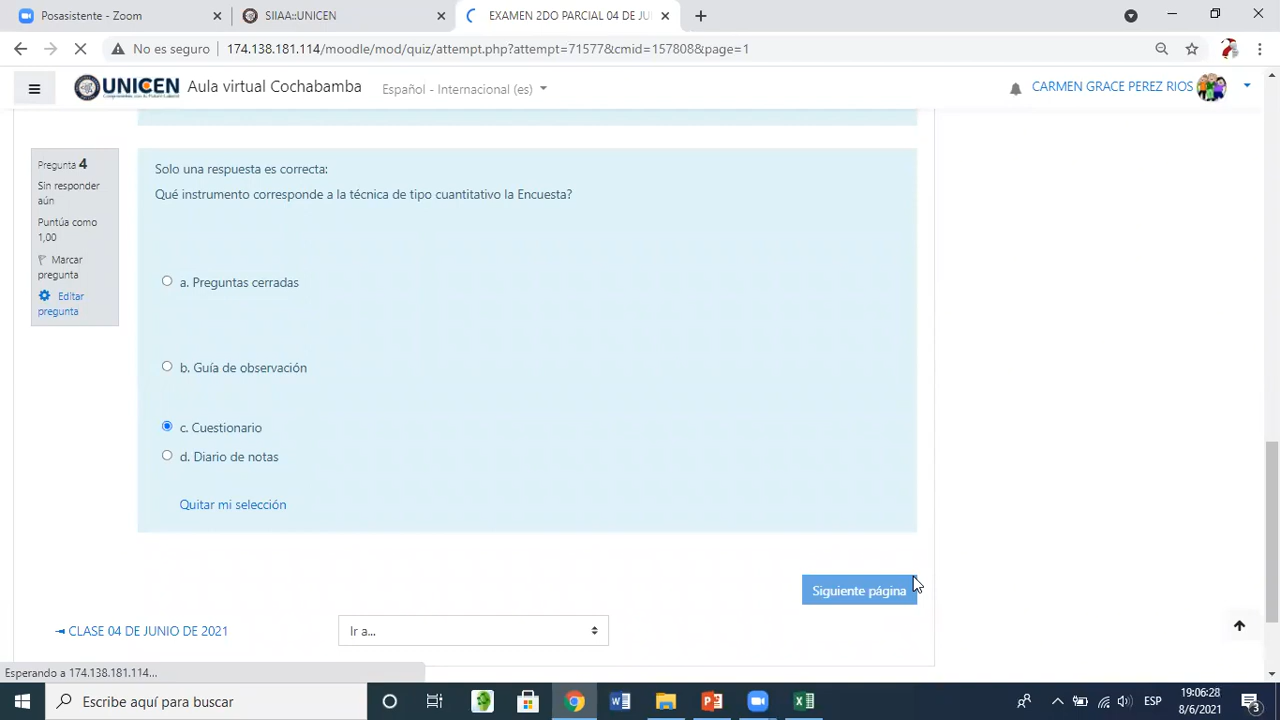 Posasistente - Zoom
SIIAA::UNICEN
EXAMEN 2DO PARCIAL 04 DE JU
No es seguro
174.138.181.114/moodle/mod/quiz/attempt.php?attempt=71577&cmid=157808&page=1
UNICEN
Aula virtual Cochabamba
Español - Internacional (es)
CARMEN GRACE PEREZ RIOS
Pregunta 4
Sin responder
aún
Puntúa como
1,00
Marcar
pregunta
Editar
pregunta
Solo una respuesta es correcta:
Qué instrumento corresponde a la técnica de tipo cuantitativo la Encuesta?
a. Preguntas cerradas
b. Guía de observación
c. Cuestionario
d. Diario de notas
Quitar mi selección
Siguiente página
CLASE 04 DE JUNIO DE 2021
Ir a...
Esperando a 174.138.181.114...
Escribe aquí para buscar
ESP
19:06:28
8/6/2021
3